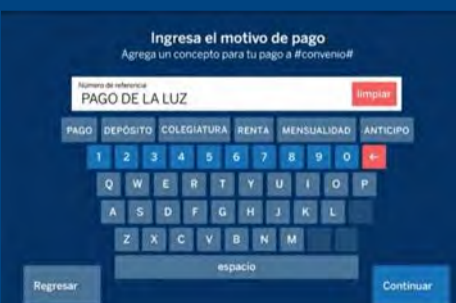 Ingresa el motivo de pago
Agrega un concepto para tu pago a #convenio#
Número de referencia
PAGO DE LA LUZ
limpiar
PAGO DEPÓSITO COLEGIATURA RENTA MENSUALIDAD ANTICIPO
1 2 3 4 5 6 7 8 9 0 ←
Q W E R T Y U I O P
A S D F G H J K L
Z X C V B N M
espacio
Regresar
Continuar